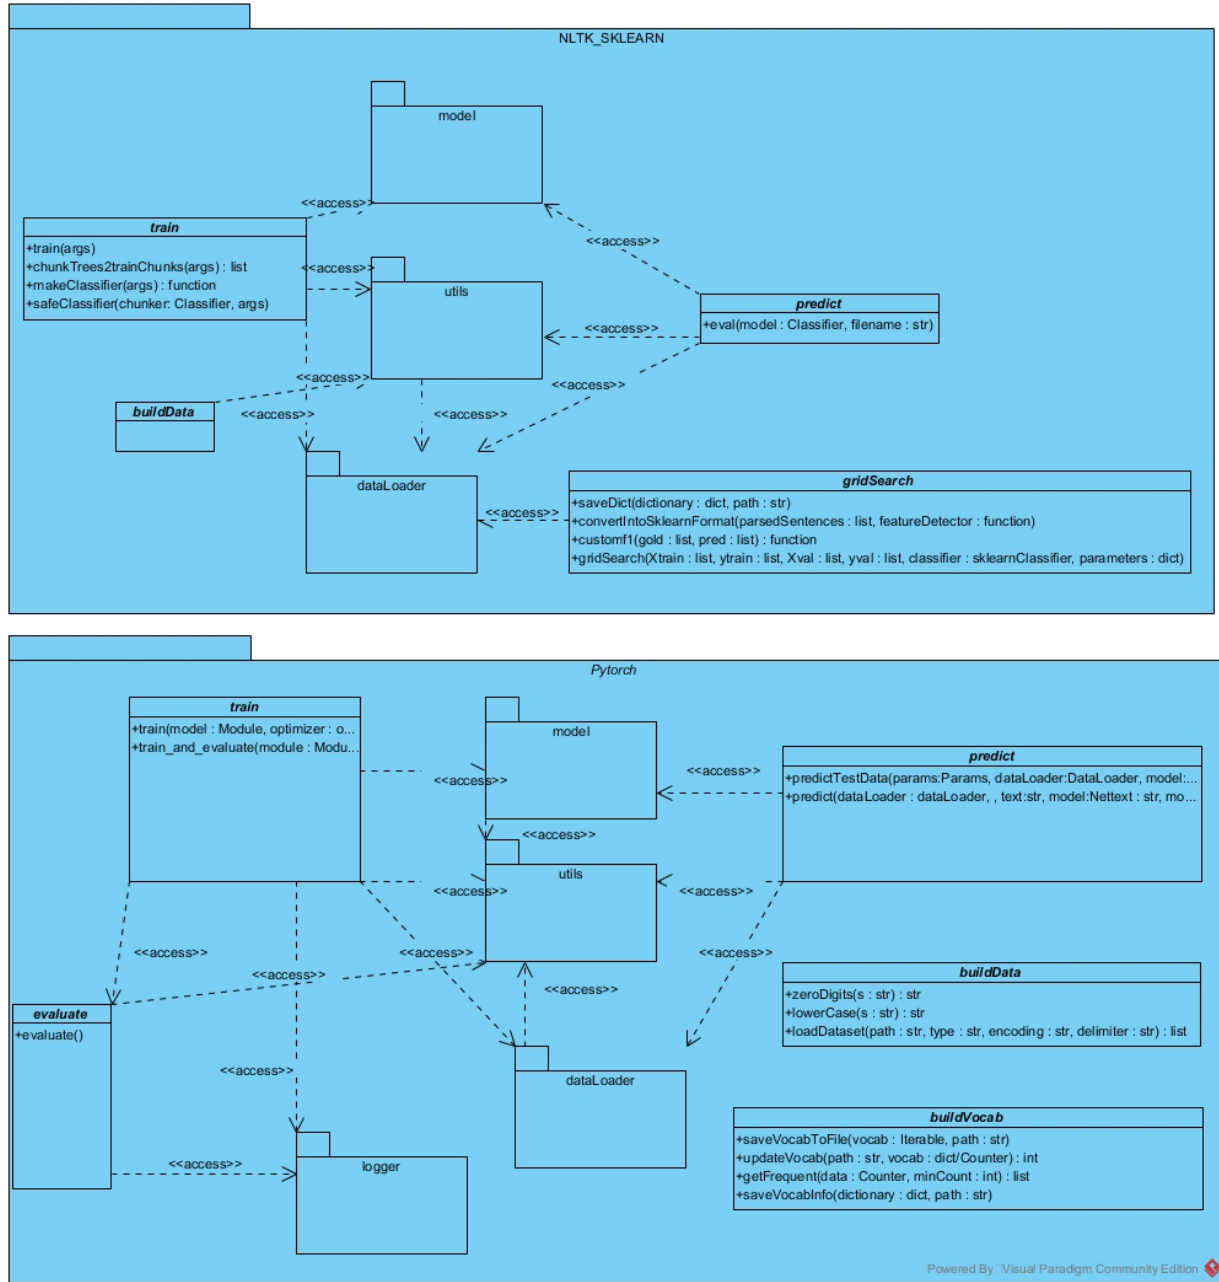 NLTK_SKLEARN
model
<<access>>
train
+train(args)
+chunkTrees2trainChunks(args) : list
+makeClassifier(args) : function
+safeClassifier(chunker: Classifier, args)
<<access>>
<<access>>
utils
predict
+eval(model : Classifier, filename : str)
<<access>>
<<access>>
<<access>>
buildData
<<access>>
<<access>>
dataLoader
<<access>>
gridSearch
+saveDict(dictionary : dict, path : str)
+convertIntoSklearnFormat(parsedSentences : list, featureDetector : function)
+customf1(gold : list, pred : list) : function
+gridSearch(Xtrain : list, ytrain : list, Xval : list, yval : list, classifier : sklearnClassifier, parameters : dict)
Pytorch
train
+train(model : Module, optimizer : o...
+train_and_evaluate(module : Modu...
model
<<access>>
<<access>>
predict
+predictTestData(params:Params, dataLoader:DataLoader, model:...
+predict(dataLoader : dataLoader, , text:str, model:Nettext : str, mo...
<<access>>
utils
<<access>>
<<access>>
<<access>>
<<access>>
<<access>>
<<access>>
<<access>>
buildData
+zeroDigits(s : str) : str
+lowerCase(s : str) : str
+loadDataset(path : str, type : str, encoding : str, delimiter : str) : list
evaluate
+evaluate()
<<access>>
dataLoader
buildVocab
+saveVocabToFile(vocab : Iterable, path : str)
+updateVocab(path : str, vocab : dict/Counter) : int
+getFrequent(data : Counter, minCount : int) : list
+saveVocabInfo(dictionary : dict, path : str)
<<access>>
logger
Powered By Visual Paradigm Community Edition